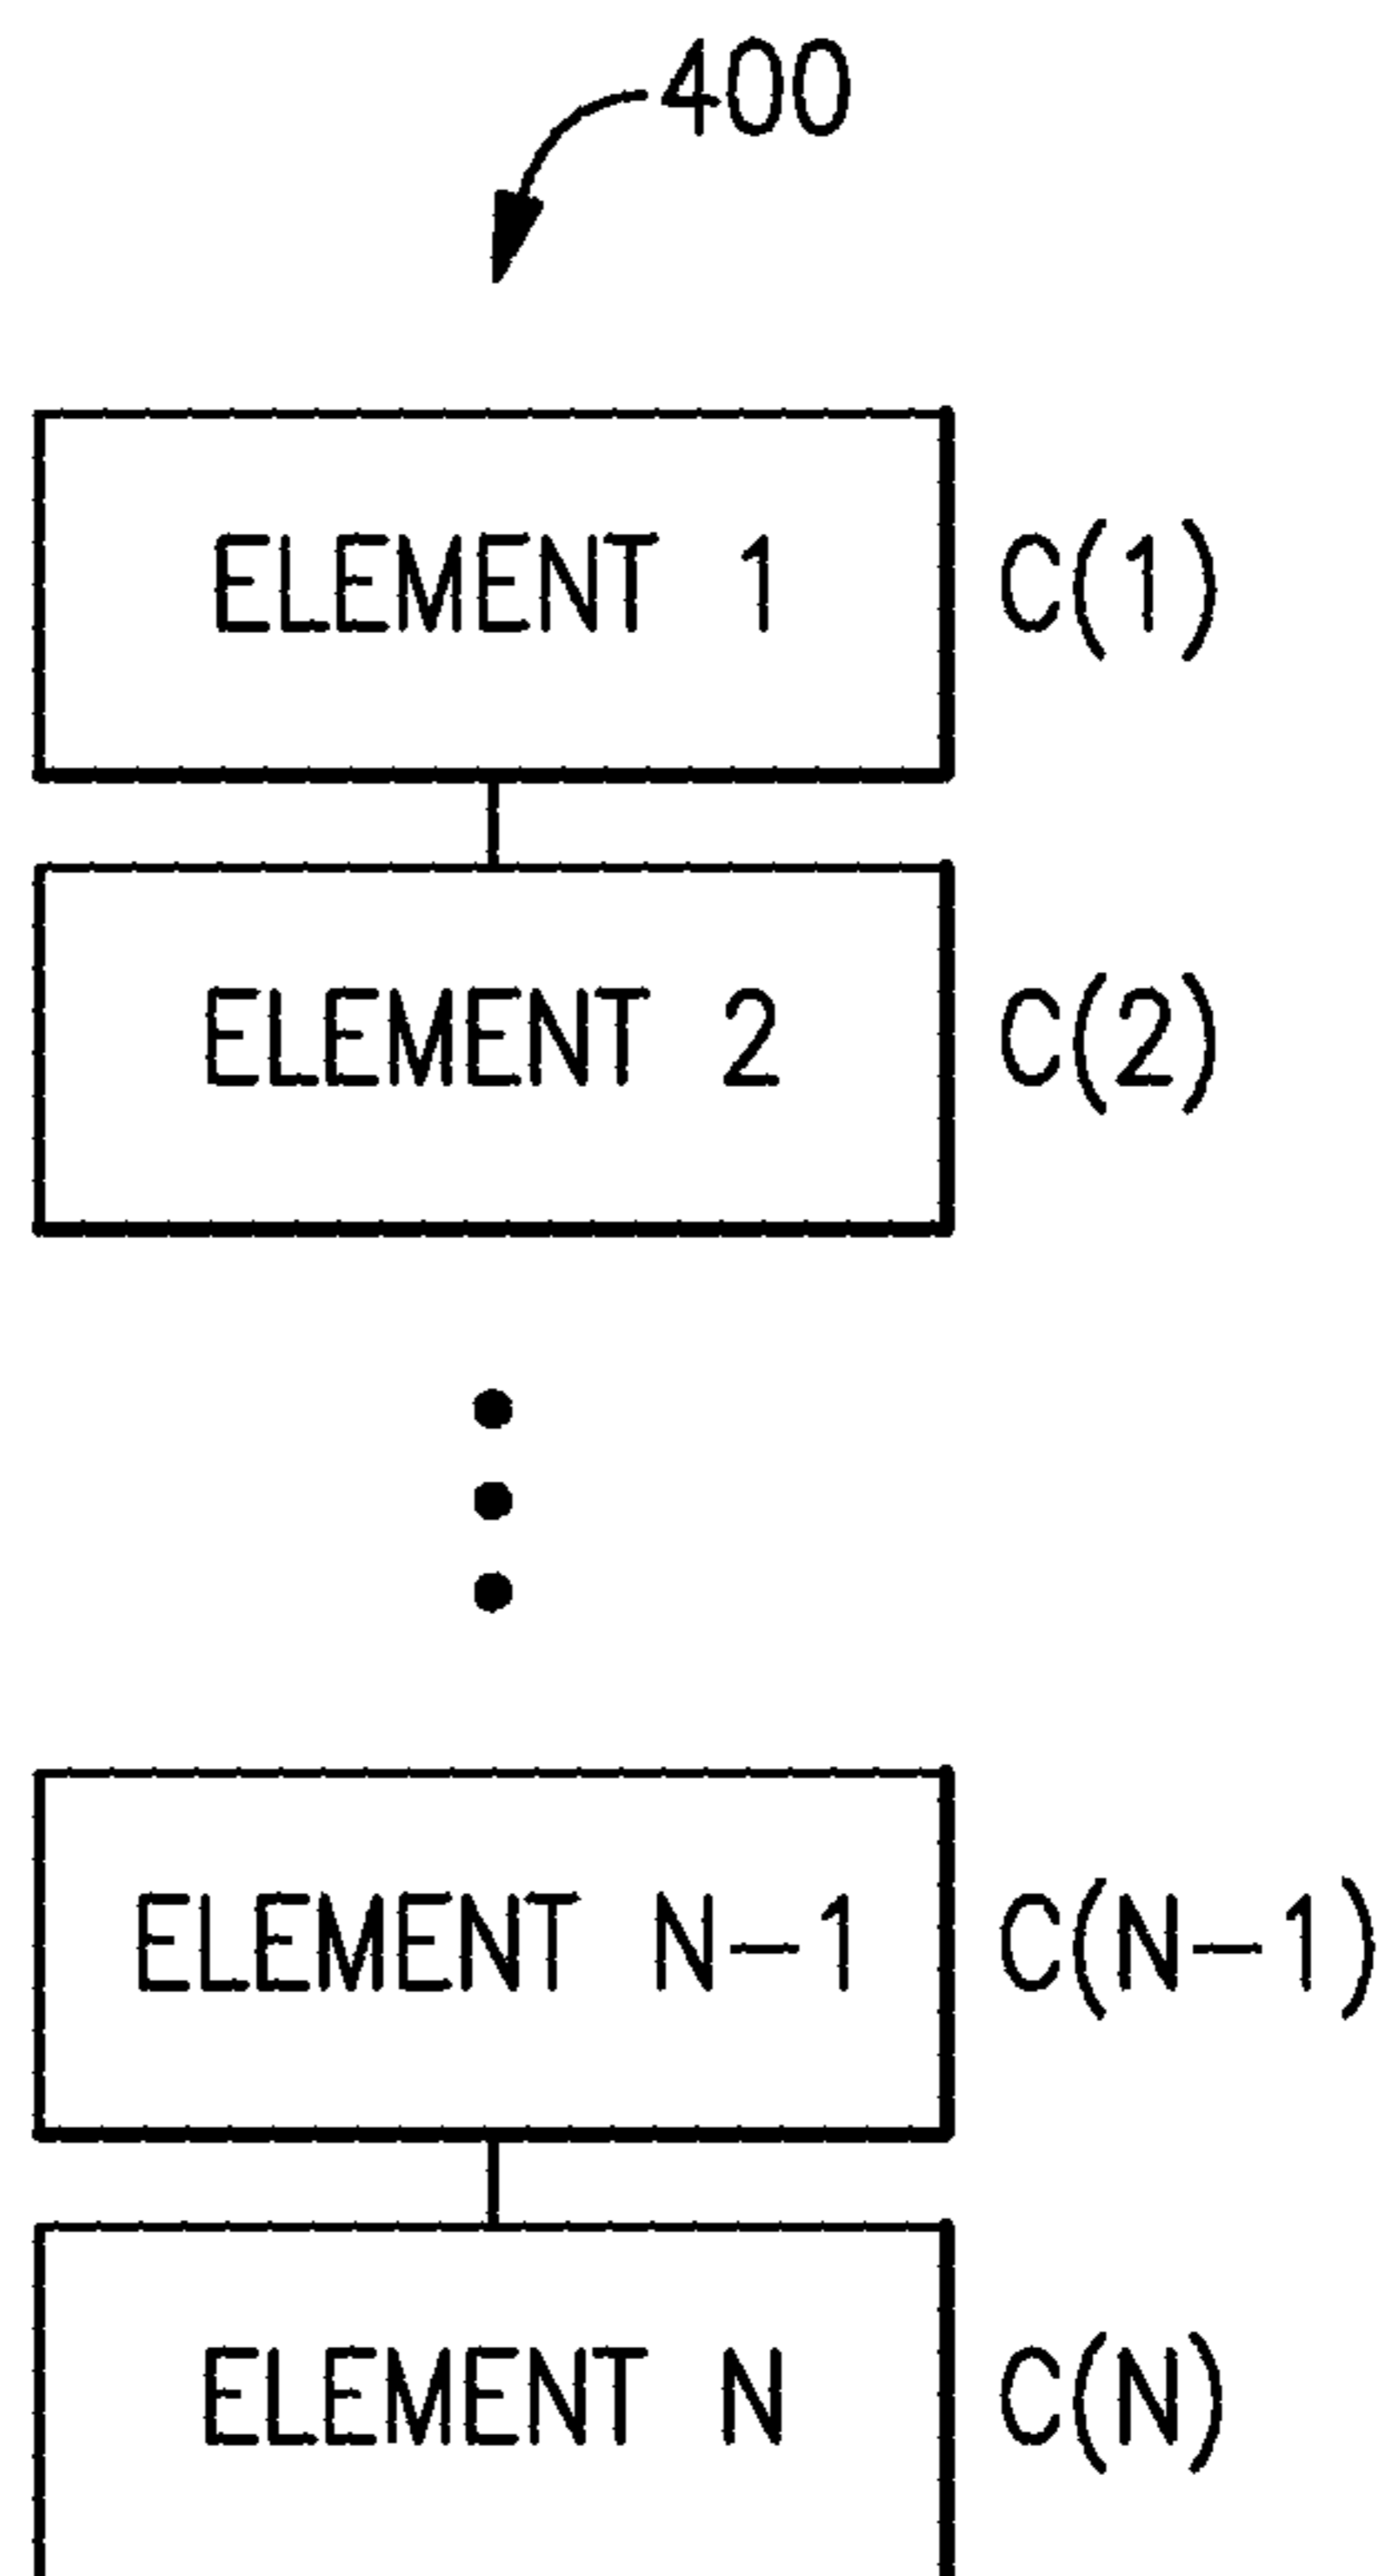 400
ELEMENT 1 C(1)
ELEMENT 2 C(2)
ELEMENT N-1 C(N-1)
ELEMENT N C(N)